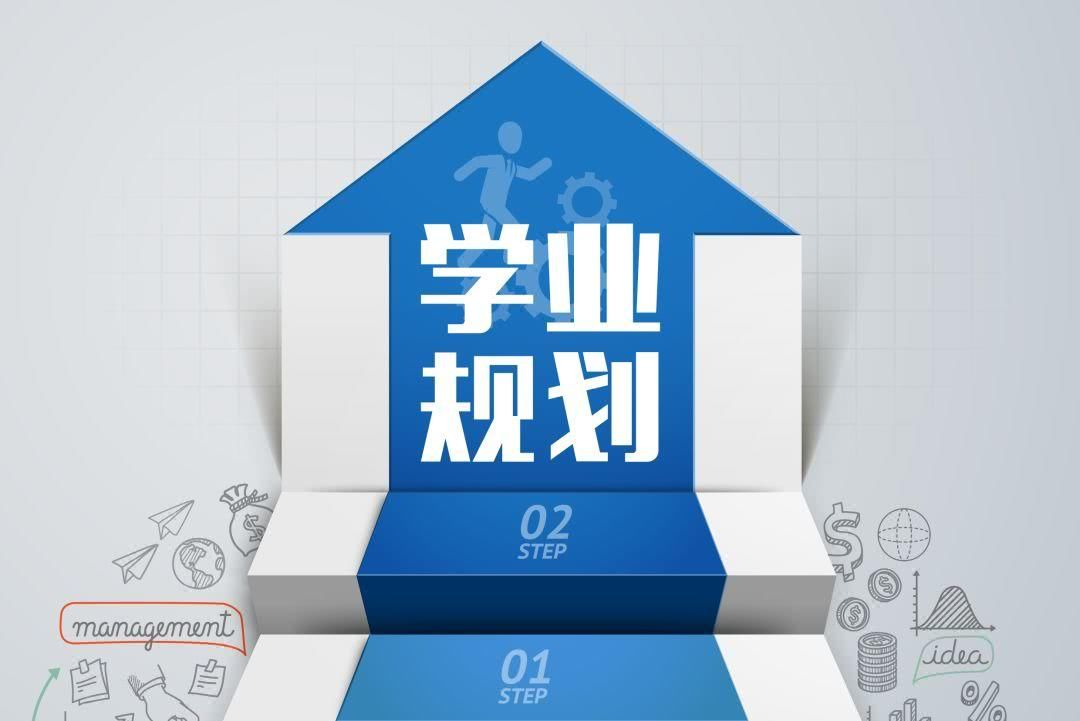 学业
规划
02
STEP
management
idea
01
STEP